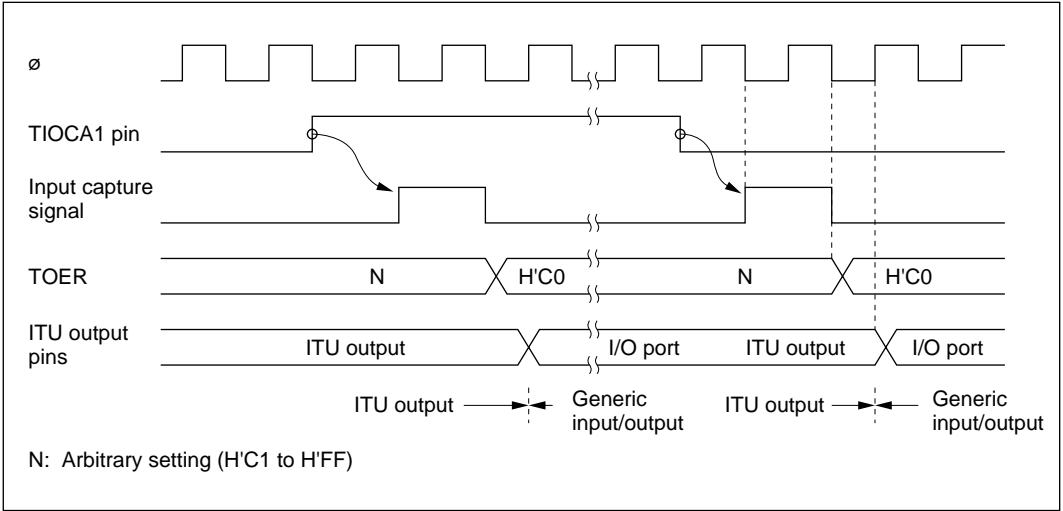 ø
TIOCA1 pin
Input capture
signal
TOER
N
H'C0
N
H'C0
ITU output
pins
ITU output
I/O port
ITU output
I/O port
ITU output
Generic
input/output
ITU output
Generic
input/output
N: Arbitrary setting (H'C1 to H'FF)